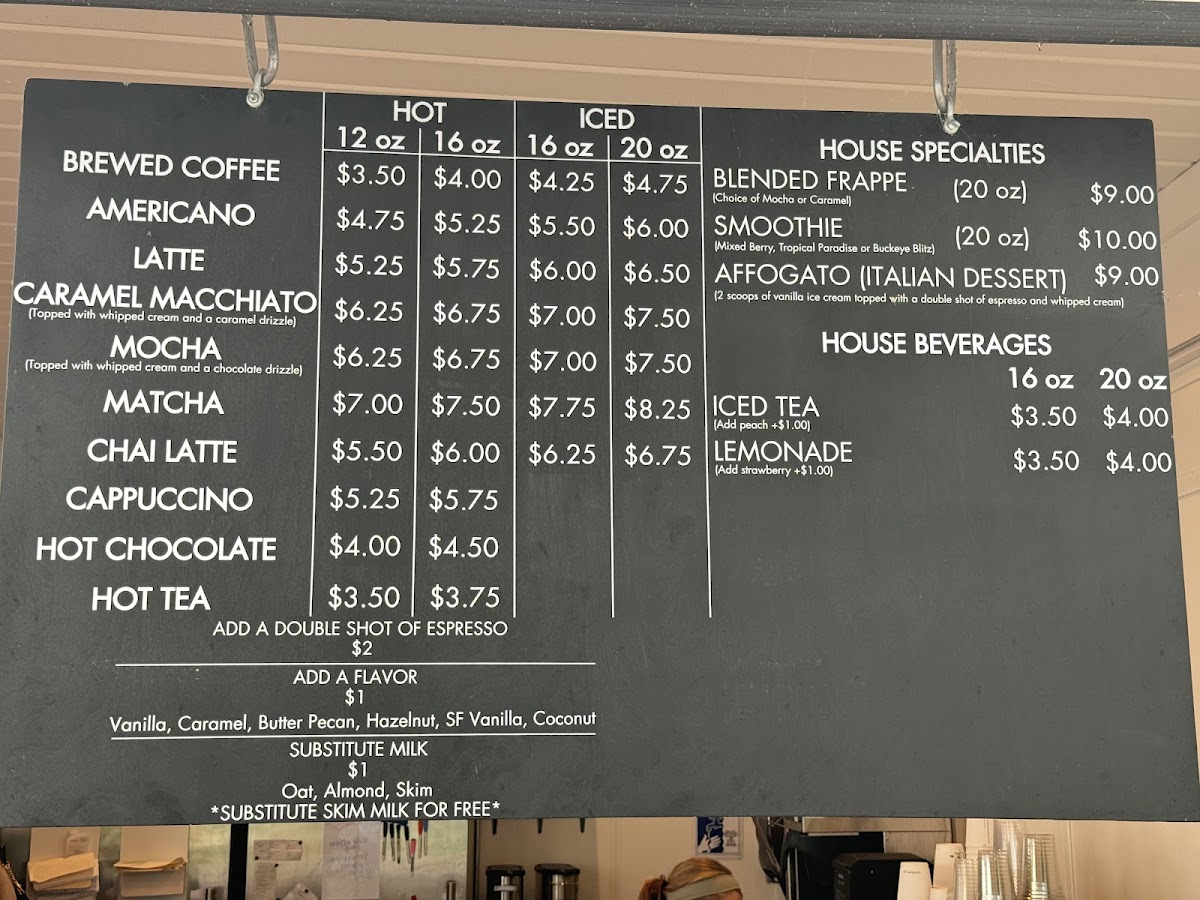 HOT ICED
12 oz 16 oz 16 oz 20 oz
BREWED COFFEE $3.50 $4.00 $4.25 $4.75
AMERICANO $4.75 $5.25 $5.50 $6.00
LATTE $5.25 $5.75 $6.00 $6.50
CARAMEL MACCHIATO $6.25 $6.75 $7.00 $7.50
(Topped with whipped cream and a caramel drizzle)
MOCHA $6.25 $6.75 $7.00 $7.50
(Topped with whipped cream and a chocolate drizzle)
MATCHA $7.00 $7.50 $7.75 $8.25
CHAI LATTE $5.50 $6.00 $6.25 $6.75
CAPPUCCINO $5.25 $5.75
HOT CHOCOLATE $4.00 $4.50
HOT TEA $3.50 $3.75
ADD A DOUBLE SHOT OF ESPRESSO
$2
ADD A FLAVOR
$1
Vanilla, Caramel, Butter Pecan, Hazelnut, SF Vanilla, Coconut
SUBSTITUTE MILK
$1
Oat, Almond, Skim
*SUBSTITUTE SKIM MILK FOR FREE*
HOUSE SPECIALTIES
BLENDED FRAPPE (20 oz) $9.00
(Choice of Mocha or Caramel)
SMOOTHIE (20 oz) $10.00
(Mixed Berry, Tropical Paradise or Buckeye Blitz)
AFFOGATO (ITALIAN DESSERT) $9.00
(2 scoops of vanilla ice cream topped with a double shot of espresso and whipped cream)
HOUSE BEVERAGES
16 oz 20 oz
ICED TEA $3.50 $4.00
(Add peach +$1.00)
LEMONADE $3.50 $4.00
(Add strawberry +$1.00)